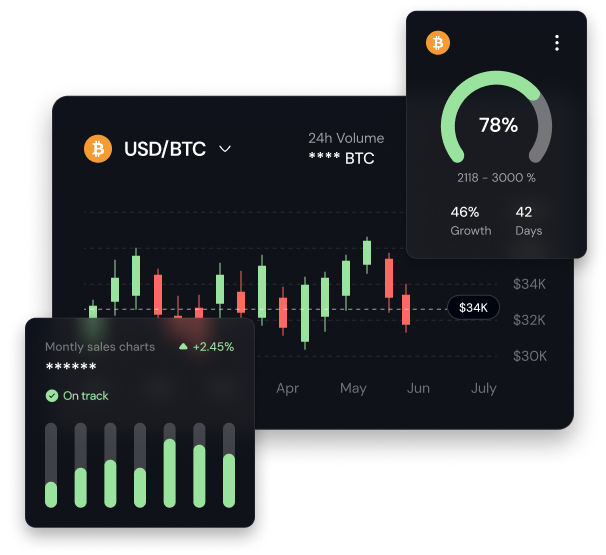 78%
2118 - 3000 %
46%
42
Growth
Days
USD/BTC
24h Volume
**** BTC
$34K
$34K
$32K
$30K
Apr
May
Jun
July
Montly sales charts
+2.45%
******
On track